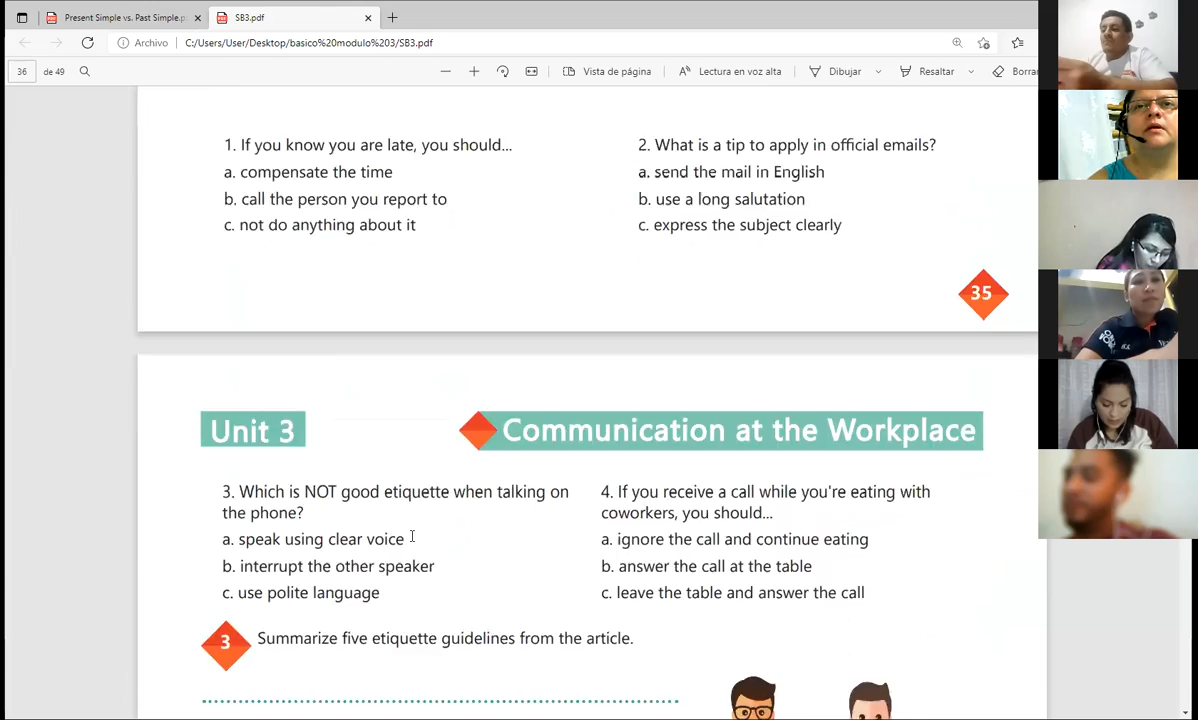 Present Simple vs. Past Simple.p
SB3.pdf
Archivo
C:/Users/User/Desktop/basico%20modulo%203/SB3.pdf
36
de 49
Vista de página
Lectura en voz alta
Dibujar
Resaltar
Borrar
1. If you know you are late, you should...
a. compensate the time
b. call the person you report to
c. not do anything about it
2. What is a tip to apply in official emails?
a. send the mail in English
b. use a long salutation
c. express the subject clearly
35
Unit 3
Communication at the Workplace
3. Which is NOT good etiquette when talking on
the phone?
a. speak using clear voice
b. interrupt the other speaker
c. use polite language
4. If you receive a call while you're eating with
coworkers, you should...
a. ignore the call and continue eating
b. answer the call at the table
c. leave the table and answer the call
3
Summarize five etiquette guidelines from the article.